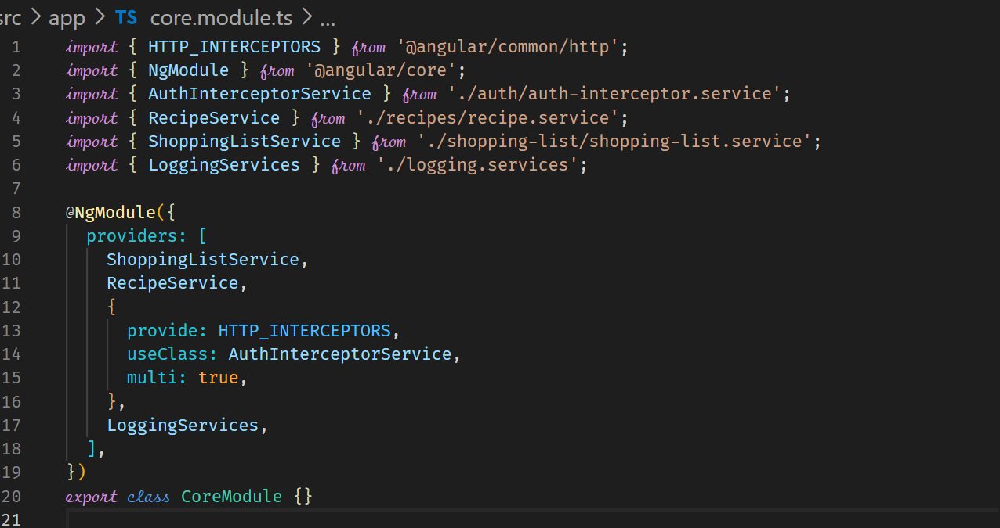 src > app > TS core.module.ts > ...
1 import { HTTP_INTERCEPTORS } from '@angular/common/http';
2 import { NgModule } from '@angular/core';
3 import { AuthInterceptorService } from './auth/auth-interceptor.service';
4 import { RecipeService } from './recipes/recipe.service';
5 import { ShoppingListService } from './shopping-list/shopping-list.service';
6 import { LoggingServices } from './logging.services';
7
8 @NgModule({
9   providers: [
10     ShoppingListService,
11     RecipeService,
12     {
13       provide: HTTP_INTERCEPTORS,
14       useClass: AuthInterceptorService,
15       multi: true,
16     },
17     LoggingServices,
18   ],
19 })
20 export class CoreModule {}
21